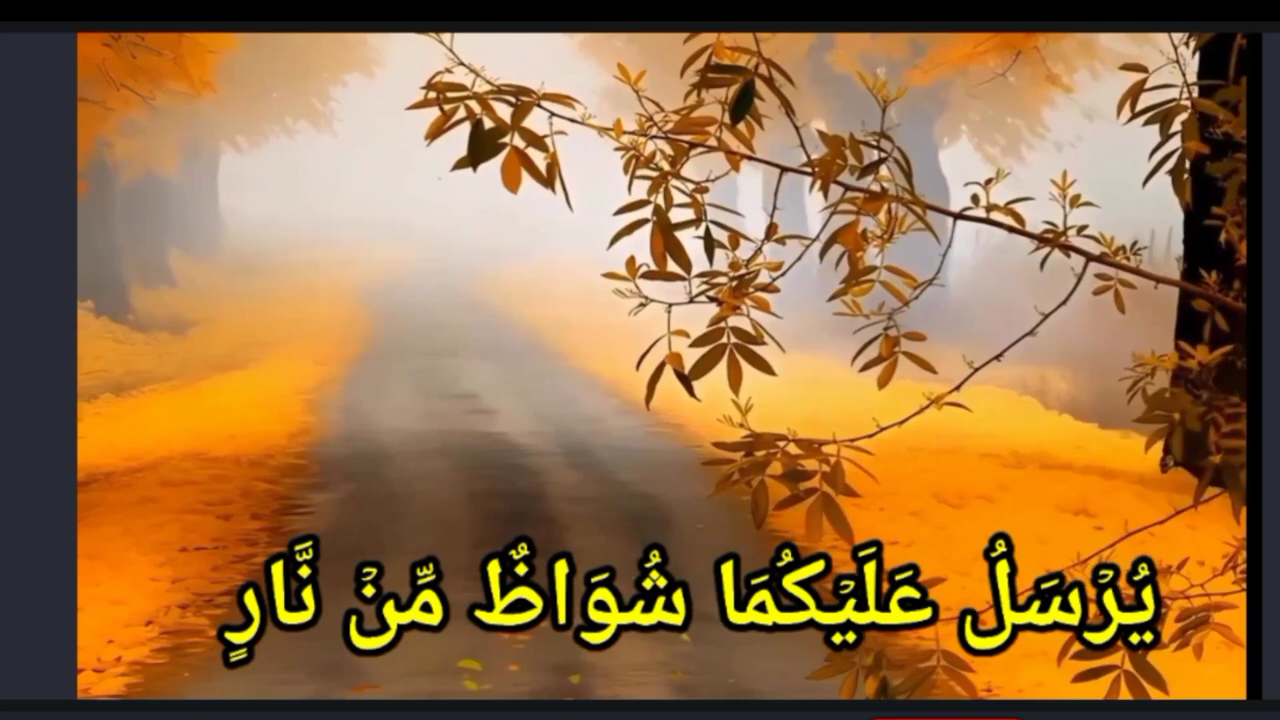 يُرْسَلُ عَلَيْكُمَا شُوَاظٌ مِّنْ نَّارٍ